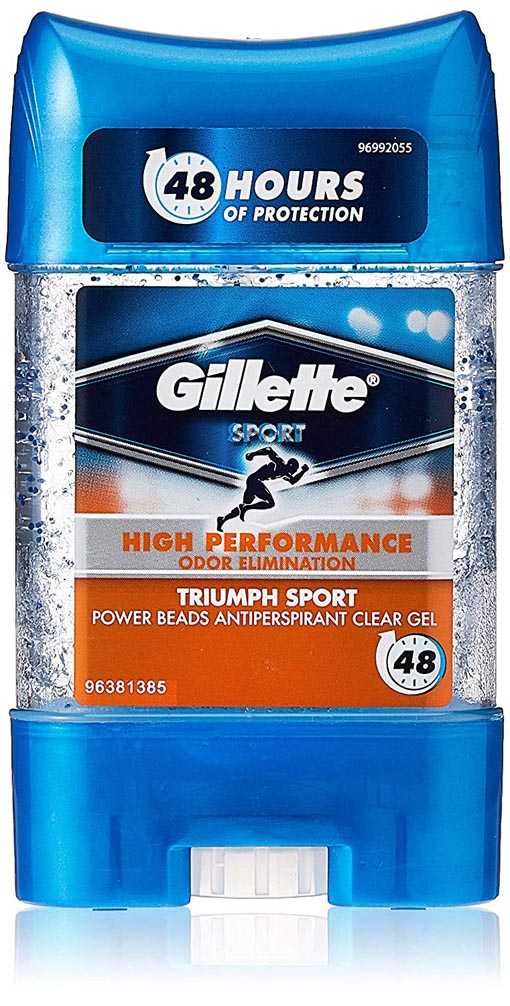 96992055
48 HOURS
OF PROTECTION
Gillette®
SPORT
HIGH PERFORMANCE
ODOR ELIMINATION
TRIUMPH SPORT
POWER BEADS ANTIPERSPIRANT CLEAR GEL
48
96381385